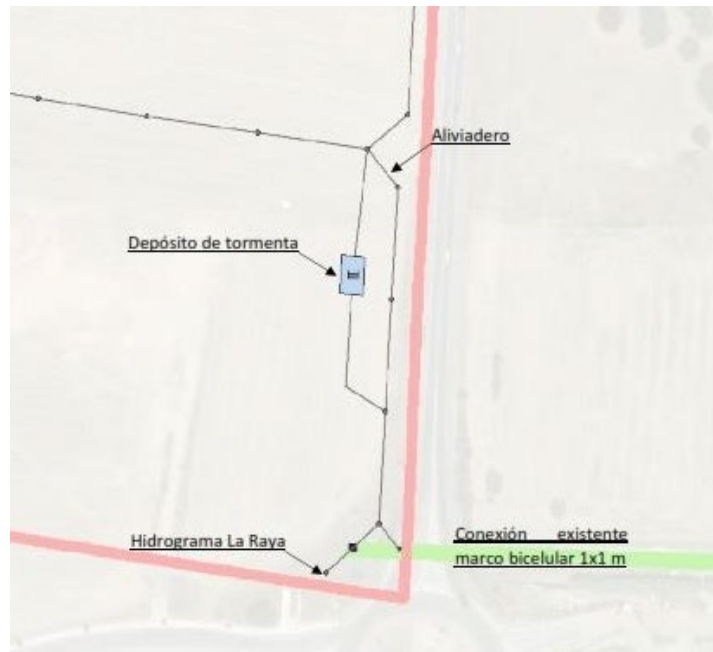 Aliviadero
Depósito de tormenta
Hidrograma La Raya
Conexión existente
marco bicelular 1x1 m